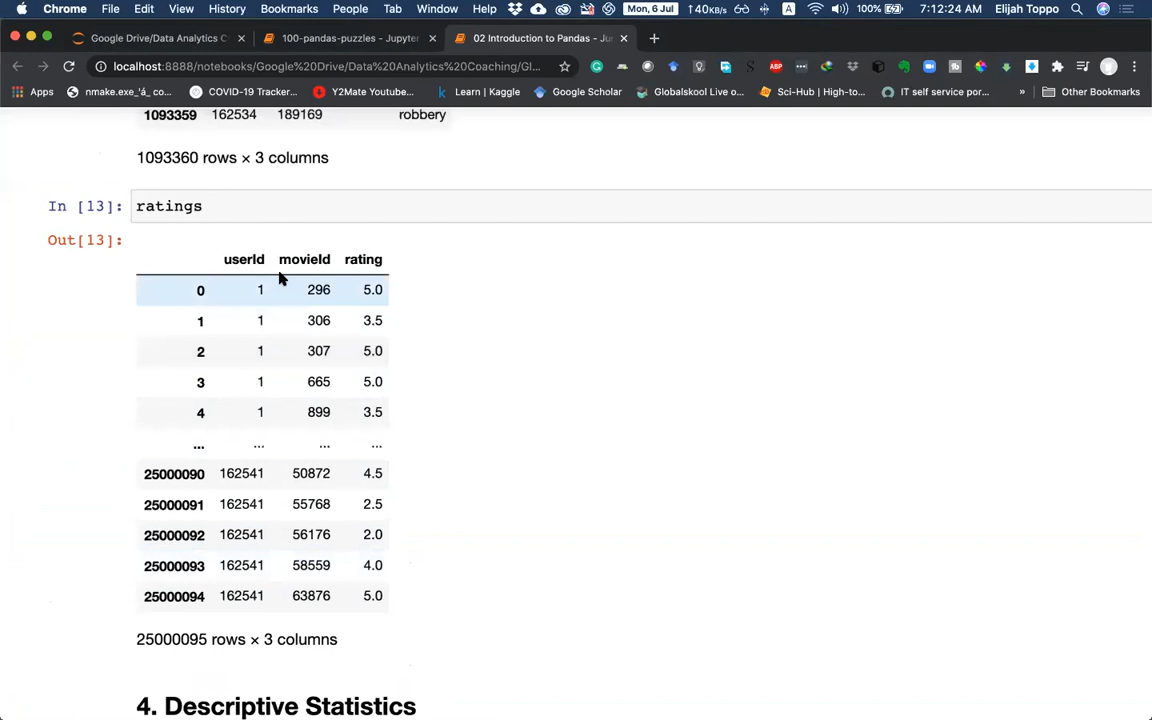 Chrome File Edit View History Bookmarks People Tab Window Help Mon, 6 Jul 40KB/s A 100% 7:12:24 AM Elijah Toppo
Google Drive/Data Analytics C × 100-pandas-puzzles - Jupyter × 02 Introduction to Pandas - Ju × +
localhost:8888/notebooks/Google%20Drive/Data%20Analytics%20Coaching/Gl...
Apps nmake.exe_'á_ co... COVID-19 Tracker... Y2Mate Youtube... Learn | Kaggle Google Scholar Globalskool Live o... Sci-Hub | High-to... IT self service por... » Other Bookmarks
1093359 162534 189169 robbery
1093360 rows × 3 columns
In [13]: ratings
Out[13]:
userId movieId rating
0 1 296 5.0
1 1 306 3.5
2 1 307 5.0
3 1 665 5.0
4 1 899 3.5
... ... ... ...
25000090 162541 50872 4.5
25000091 162541 55768 2.5
25000092 162541 56176 2.0
25000093 162541 58559 4.0
25000094 162541 63876 5.0
25000095 rows × 3 columns
4. Descriptive Statistics